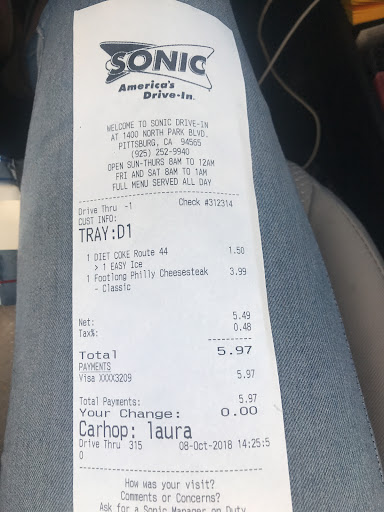 SONIC
America's
Drive-In.
WELCOME TO SONIC DRIVE-IN
AT 1400 NORTH PARK BLVD.
PITTSBURG, CA 94565
(925) 252-9940
OPEN SUN-THURS 8AM TO 12AM
FRI AND SAT 8AM TO 1AM
FULL MENU SERVED ALL DAY
Drive Thru -1 Check #312314
CUST INFO:
TRAY:D1
1 DIET COKE Route 44 1.50
> 1 EASY Ice
1 Footlong Philly Cheesesteak 3.99
- Classic
Net: 5.49
Tax%: 0.48
Total 5.97
PAYMENTS
Visa XXXX3209 5.97
Total Payments: 5.97
Your Change: 0.00
Carhop: laura
Drive Thru 315 08-Oct-2018 14:25:5
0
How was your visit?
Comments or Concerns?
Ask for a Sonic Manager on Duty